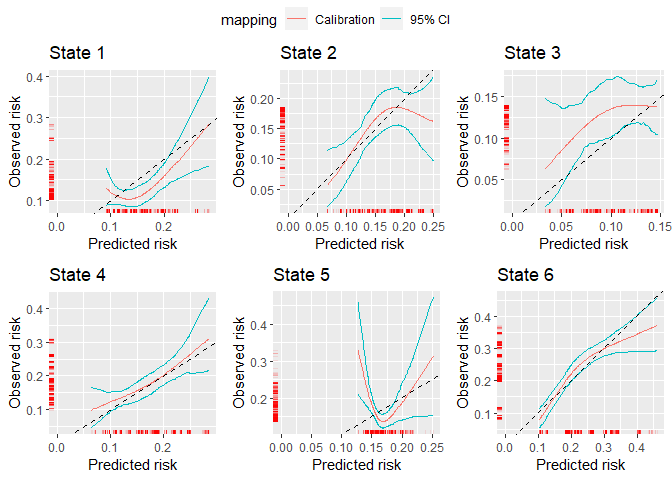 mapping Calibration 95% CI
State 1 State 2 State 3
Observed risk Observed risk Observed risk
0.4 0.3 0.2 0.1
0.20 0.15 0.10 0.05
0.15 0.10 0.05
0.0 0.1 0.2
0.00 0.05 0.10 0.15 0.20 0.25
0.00 0.05 0.10 0.15
Predicted risk Predicted risk Predicted risk
State 4 State 5 State 6
Observed risk Observed risk Observed risk
0.4 0.3 0.2 0.1
0.4 0.3 0.2
0.4 0.3 0.2 0.1
0.0 0.1 0.2
0.00 0.05 0.10 0.15 0.20 0.25
0.0 0.1 0.2 0.3 0.4
Predicted risk Predicted risk Predicted risk